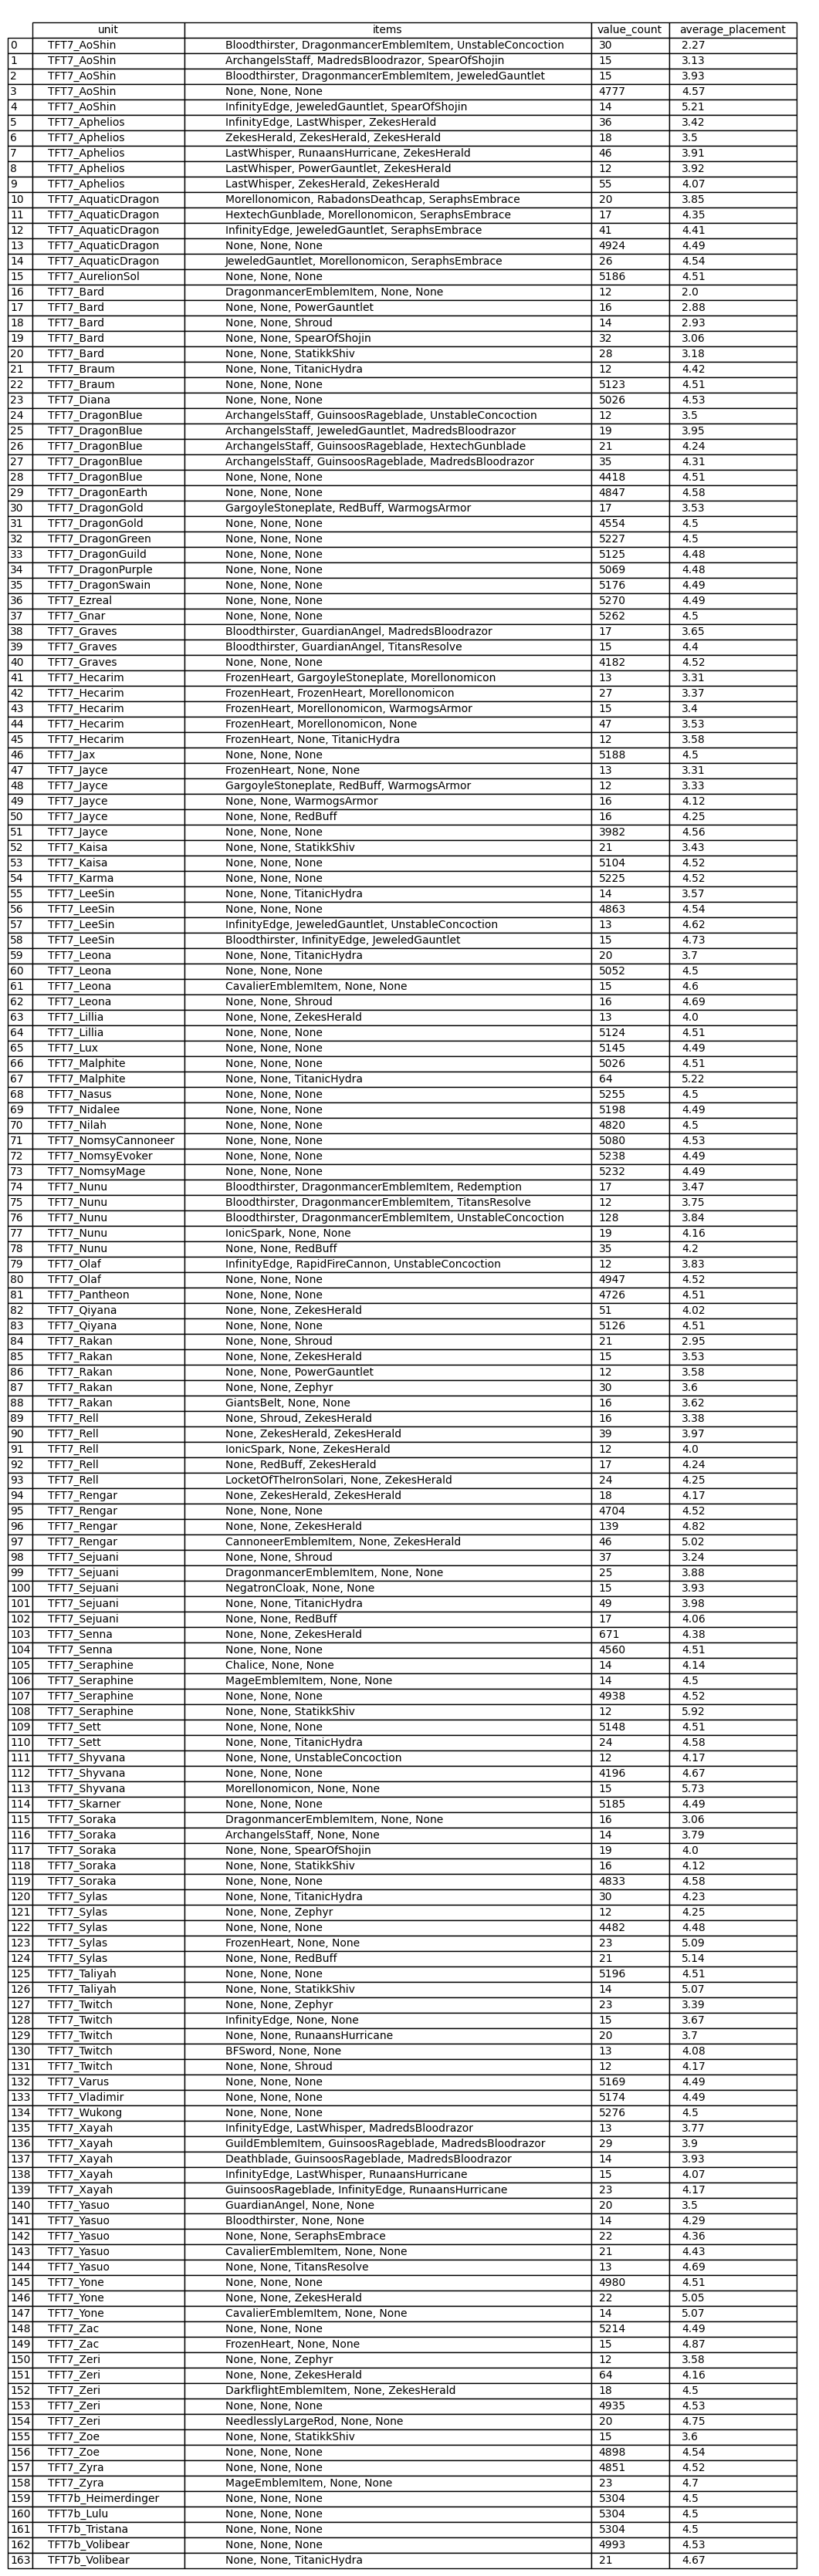 unit items value_count average_placement
0 TFT7_AoShin Bloodthirster, DragonmancerEmblemItem, UnstableConcoction 30 2.27
1 TFT7_AoShin ArchangelsStaff, MadredsBloodrazor, SpearOfShojin 15 3.13
2 TFT7_AoShin Bloodthirster, DragonmancerEmblemItem, JeweledGauntlet 15 3.93
3 TFT7_AoShin None, None, None 4777 4.57
4 TFT7_AoShin InfinityEdge, JeweledGauntlet, SpearOfShojin 14 5.21
5 TFT7_Aphelios InfinityEdge, LastWhisper, ZekesHerald 36 3.42
6 TFT7_Aphelios ZekesHerald, ZekesHerald, ZekesHerald 18 3.5
7 TFT7_Aphelios LastWhisper, RunaansHurricane, ZekesHerald 46 3.91
8 TFT7_Aphelios LastWhisper, PowerGauntlet, ZekesHerald 12 3.92
9 TFT7_Aphelios LastWhisper, ZekesHerald, ZekesHerald 55 4.07
10 TFT7_AquaticDragon Morellonomicon, RabadonsDeathcap, SeraphsEmbrace 20 3.85
11 TFT7_AquaticDragon HextechGunblade, Morellonomicon, SeraphsEmbrace 17 4.35
12 TFT7_AquaticDragon InfinityEdge, JeweledGauntlet, SeraphsEmbrace 41 4.41
13 TFT7_AquaticDragon None, None, None 4924 4.49
14 TFT7_AquaticDragon JeweledGauntlet, Morellonomicon, SeraphsEmbrace 26 4.54
15 TFT7_AurelionSol None, None, None 5186 4.51
16 TFT7_Bard DragonmancerEmblemItem, None, None 12 2.0
17 TFT7_Bard None, None, PowerGauntlet 16 2.88
18 TFT7_Bard None, None, Shroud 14 2.93
19 TFT7_Bard None, None, SpearOfShojin 32 3.06
20 TFT7_Bard None, None, StatikkShiv 28 3.18
21 TFT7_Braum None, None, TitanicHydra 12 4.42
22 TFT7_Braum None, None, None 5123 4.51
23 TFT7_Diana None, None, None 5026 4.53
24 TFT7_DragonBlue ArchangelsStaff, GuinsoosRageblade, UnstableConcoction 12 3.5
25 TFT7_DragonBlue ArchangelsStaff, JeweledGauntlet, MadredsBloodrazor 19 3.95
26 TFT7_DragonBlue ArchangelsStaff, GuinsoosRageblade, HextechGunblade 21 4.24
27 TFT7_DragonBlue ArchangelsStaff, GuinsoosRageblade, MadredsBloodrazor 35 4.31
28 TFT7_DragonBlue None, None, None 4418 4.51
29 TFT7_DragonEarth None, None, None 4847 4.58
30 TFT7_DragonGold GargoyleStoneplate, RedBuff, WarmogsArmor 17 3.53
31 TFT7_DragonGold None, None, None 4554 4.5
32 TFT7_DragonGreen None, None, None 5227 4.5
33 TFT7_DragonGuild None, None, None 5125 4.48
34 TFT7_DragonPurple None, None, None 5069 4.48
35 TFT7_DragonSwain None, None, None 5176 4.49
36 TFT7_Ezreal None, None, None 5270 4.49
37 TFT7_Gnar None, None, None 5262 4.5
38 TFT7_Graves Bloodthirster, GuardianAngel, MadredsBloodrazor 17 3.65
39 TFT7_Graves Bloodthirster, GuardianAngel, TitansResolve 15 4.4
40 TFT7_Graves None, None, None 4182 4.52
41 TFT7_Hecarim FrozenHeart, GargoyleStoneplate, Morellonomicon 13 3.31
42 TFT7_Hecarim FrozenHeart, FrozenHeart, Morellonomicon 27 3.37
43 TFT7_Hecarim FrozenHeart, Morellonomicon, WarmogsArmor 15 3.4
44 TFT7_Hecarim FrozenHeart, Morellonomicon, None 47 3.53
45 TFT7_Hecarim FrozenHeart, None, TitanicHydra 12 3.58
46 TFT7_Jax None, None, None 5188 4.5
47 TFT7_Jayce FrozenHeart, None, None 13 3.31
48 TFT7_Jayce GargoyleStoneplate, RedBuff, WarmogsArmor 12 3.33
49 TFT7_Jayce None, None, WarmogsArmor 16 4.12
50 TFT7_Jayce None, None, RedBuff 16 4.25
51 TFT7_Jayce None, None, None 3982 4.56
52 TFT7_Kaisa None, None, StatikkShiv 21 3.43
53 TFT7_Kaisa None, None, None 5104 4.52
54 TFT7_Karma None, None, None 5225 4.52
55 TFT7_LeeSin None, None, TitanicHydra 14 3.57
56 TFT7_LeeSin None, None, None 4863 4.54
57 TFT7_LeeSin InfinityEdge, JeweledGauntlet, UnstableConcoction 13 4.62
58 TFT7_LeeSin Bloodthirster, InfinityEdge, JeweledGauntlet 15 4.73
59 TFT7_Leona None, None, TitanicHydra 20 3.7
60 TFT7_Leona None, None, None 5052 4.5
61 TFT7_Leona CavalierEmblemItem, None, None 15 4.6
62 TFT7_Leona None, None, Shroud 16 4.69
63 TFT7_Lillia None, None, ZekesHerald 13 4.0
64 TFT7_Lillia None, None, None 5124 4.51
65 TFT7_Lux None, None, None 5145 4.49
66 TFT7_Malphite None, None, None 5026 4.51
67 TFT7_Malphite None, None, TitanicHydra 64 5.22
68 TFT7_Nasus None, None, None 5255 4.5
69 TFT7_Nidalee None, None, None 5198 4.49
70 TFT7_Nilah None, None, None 4820 4.5
71 TFT7_NomsyCannoneer None, None, None 5080 4.53
72 TFT7_NomsyEvoker None, None, None 5238 4.49
73 TFT7_NomsyMage None, None, None 5232 4.49
74 TFT7_Nunu Bloodthirster, DragonmancerEmblemItem, Redemption 17 3.47
75 TFT7_Nunu Bloodthirster, DragonmancerEmblemItem, TitansResolve 12 3.75
76 TFT7_Nunu Bloodthirster, DragonmancerEmblemItem, UnstableConcoction 128 3.84
77 TFT7_Nunu IonicSpark, None, None 19 4.16
78 TFT7_Nunu None, None, RedBuff 35 4.2
79 TFT7_Olaf InfinityEdge, RapidFireCannon, UnstableConcoction 12 3.83
80 TFT7_Olaf None, None, None 4947 4.52
81 TFT7_Pantheon None, None, None 4726 4.51
82 TFT7_Qiyana None, None, ZekesHerald 51 4.02
83 TFT7_Qiyana None, None, None 5126 4.51
84 TFT7_Rakan None, None, Shroud 21 2.95
85 TFT7_Rakan None, None, ZekesHerald 15 3.53
86 TFT7_Rakan None, None, PowerGauntlet 12 3.58
87 TFT7_Rakan None, None, Zephyr 30 3.6
88 TFT7_Rakan GiantsBelt, None, None 16 3.62
89 TFT7_Rell None, Shroud, ZekesHerald 16 3.38
90 TFT7_Rell None, ZekesHerald, ZekesHerald 39 3.97
91 TFT7_Rell IonicSpark, None, ZekesHerald 12 4.0
92 TFT7_Rell None, RedBuff, ZekesHerald 17 4.24
93 TFT7_Rell LocketOfTheIronSolari, None, ZekesHerald 24 4.25
94 TFT7_Rengar None, ZekesHerald, ZekesHerald 18 4.17
95 TFT7_Rengar None, None, None 4704 4.52
96 TFT7_Rengar None, None, ZekesHerald 139 4.82
97 TFT7_Rengar CannoneerEmblemItem, None, ZekesHerald 46 5.02
98 TFT7_Sejuani None, None, Shroud 37 3.24
99 TFT7_Sejuani DragonmancerEmblemItem, None, None 25 3.88
100 TFT7_Sejuani NegatronCloak, None, None 15 3.93
101 TFT7_Sejuani None, None, TitanicHydra 49 3.98
102 TFT7_Sejuani None, None, RedBuff 17 4.06
103 TFT7_Senna None, None, ZekesHerald 671 4.38
104 TFT7_Senna None, None, None 4560 4.51
105 TFT7_Seraphine Chalice, None, None 14 4.14
106 TFT7_Seraphine MageEmblemItem, None, None 14 4.5
107 TFT7_Seraphine None, None, None 4938 4.52
108 TFT7_Seraphine None, None, StatikkShiv 12 5.92
109 TFT7_Sett None, None, None 5148 4.51
110 TFT7_Sett None, None, TitanicHydra 24 4.58
111 TFT7_Shyvana None, None, UnstableConcoction 12 4.17
112 TFT7_Shyvana None, None, None 4196 4.67
113 TFT7_Shyvana Morellonomicon, None, None 15 5.73
114 TFT7_Skarner None, None, None 5185 4.49
115 TFT7_Soraka DragonmancerEmblemItem, None, None 16 3.06
116 TFT7_Soraka ArchangelsStaff, None, None 14 3.79
117 TFT7_Soraka None, None, SpearOfShojin 19 4.0
118 TFT7_Soraka None, None, StatikkShiv 16 4.12
119 TFT7_Soraka None, None, None 4833 4.58
120 TFT7_Sylas None, None, TitanicHydra 30 4.23
121 TFT7_Sylas None, None, Zephyr 12 4.25
122 TFT7_Sylas None, None, None 4482 4.48
123 TFT7_Sylas FrozenHeart, None, None 23 5.09
124 TFT7_Sylas None, None, RedBuff 21 5.14
125 TFT7_Taliyah None, None, None 5196 4.51
126 TFT7_Taliyah None, None, StatikkShiv 14 5.07
127 TFT7_Twitch None, None, Zephyr 23 3.39
128 TFT7_Twitch InfinityEdge, None, None 15 3.67
129 TFT7_Twitch None, None, RunaansHurricane 20 3.7
130 TFT7_Twitch BFSword, None, None 13 4.08
131 TFT7_Twitch None, None, Shroud 12 4.17
132 TFT7_Varus None, None, None 5169 4.49
133 TFT7_Vladimir None, None, None 5174 4.49
134 TFT7_Wukong None, None, None 5276 4.5
135 TFT7_Xayah InfinityEdge, LastWhisper, MadredsBloodrazor 13 3.77
136 TFT7_Xayah GuildEmblemItem, GuinsoosRageblade, MadredsBloodrazor 29 3.9
137 TFT7_Xayah Deathblade, GuinsoosRageblade, MadredsBloodrazor 14 3.93
138 TFT7_Xayah InfinityEdge, LastWhisper, RunaansHurricane 15 4.07
139 TFT7_Xayah GuinsoosRageblade, InfinityEdge, RunaansHurricane 23 4.17
140 TFT7_Yasuo GuardianAngel, None, None 20 3.5
141 TFT7_Yasuo Bloodthirster, None, None 14 4.29
142 TFT7_Yasuo None, None, SeraphsEmbrace 22 4.36
143 TFT7_Yasuo CavalierEmblemItem, None, None 21 4.43
144 TFT7_Yasuo None, None, TitansResolve 13 4.69
145 TFT7_Yone None, None, None 4980 4.51
146 TFT7_Yone None, None, ZekesHerald 22 5.05
147 TFT7_Yone CavalierEmblemItem, None, None 14 5.07
148 TFT7_Zac None, None, None 5214 4.49
149 TFT7_Zac FrozenHeart, None, None 15 4.87
150 TFT7_Zeri None, None, Zephyr 12 3.58
151 TFT7_Zeri None, None, ZekesHerald 64 4.16
152 TFT7_Zeri DarkflightEmblemItem, None, ZekesHerald 18 4.5
153 TFT7_Zeri None, None, None 4935 4.53
154 TFT7_Zeri NeedlesslyLargeRod, None, None 20 4.75
155 TFT7_Zoe None, None, StatikkShiv 15 3.6
156 TFT7_Zoe None, None, None 4898 4.54
157 TFT7_Zyra None, None, None 4851 4.52
158 TFT7_Zyra MageEmblemItem, None, None 23 4.7
159 TFT7b_Heimerdinger None, None, None 5304 4.5
160 TFT7b_Lulu None, None, None 5304 4.5
161 TFT7b_Tristana None, None, None 5304 4.5
162 TFT7b_Volibear None, None, None 4993 4.53
163 TFT7b_Volibear None, None, TitanicHydra 21 4.67